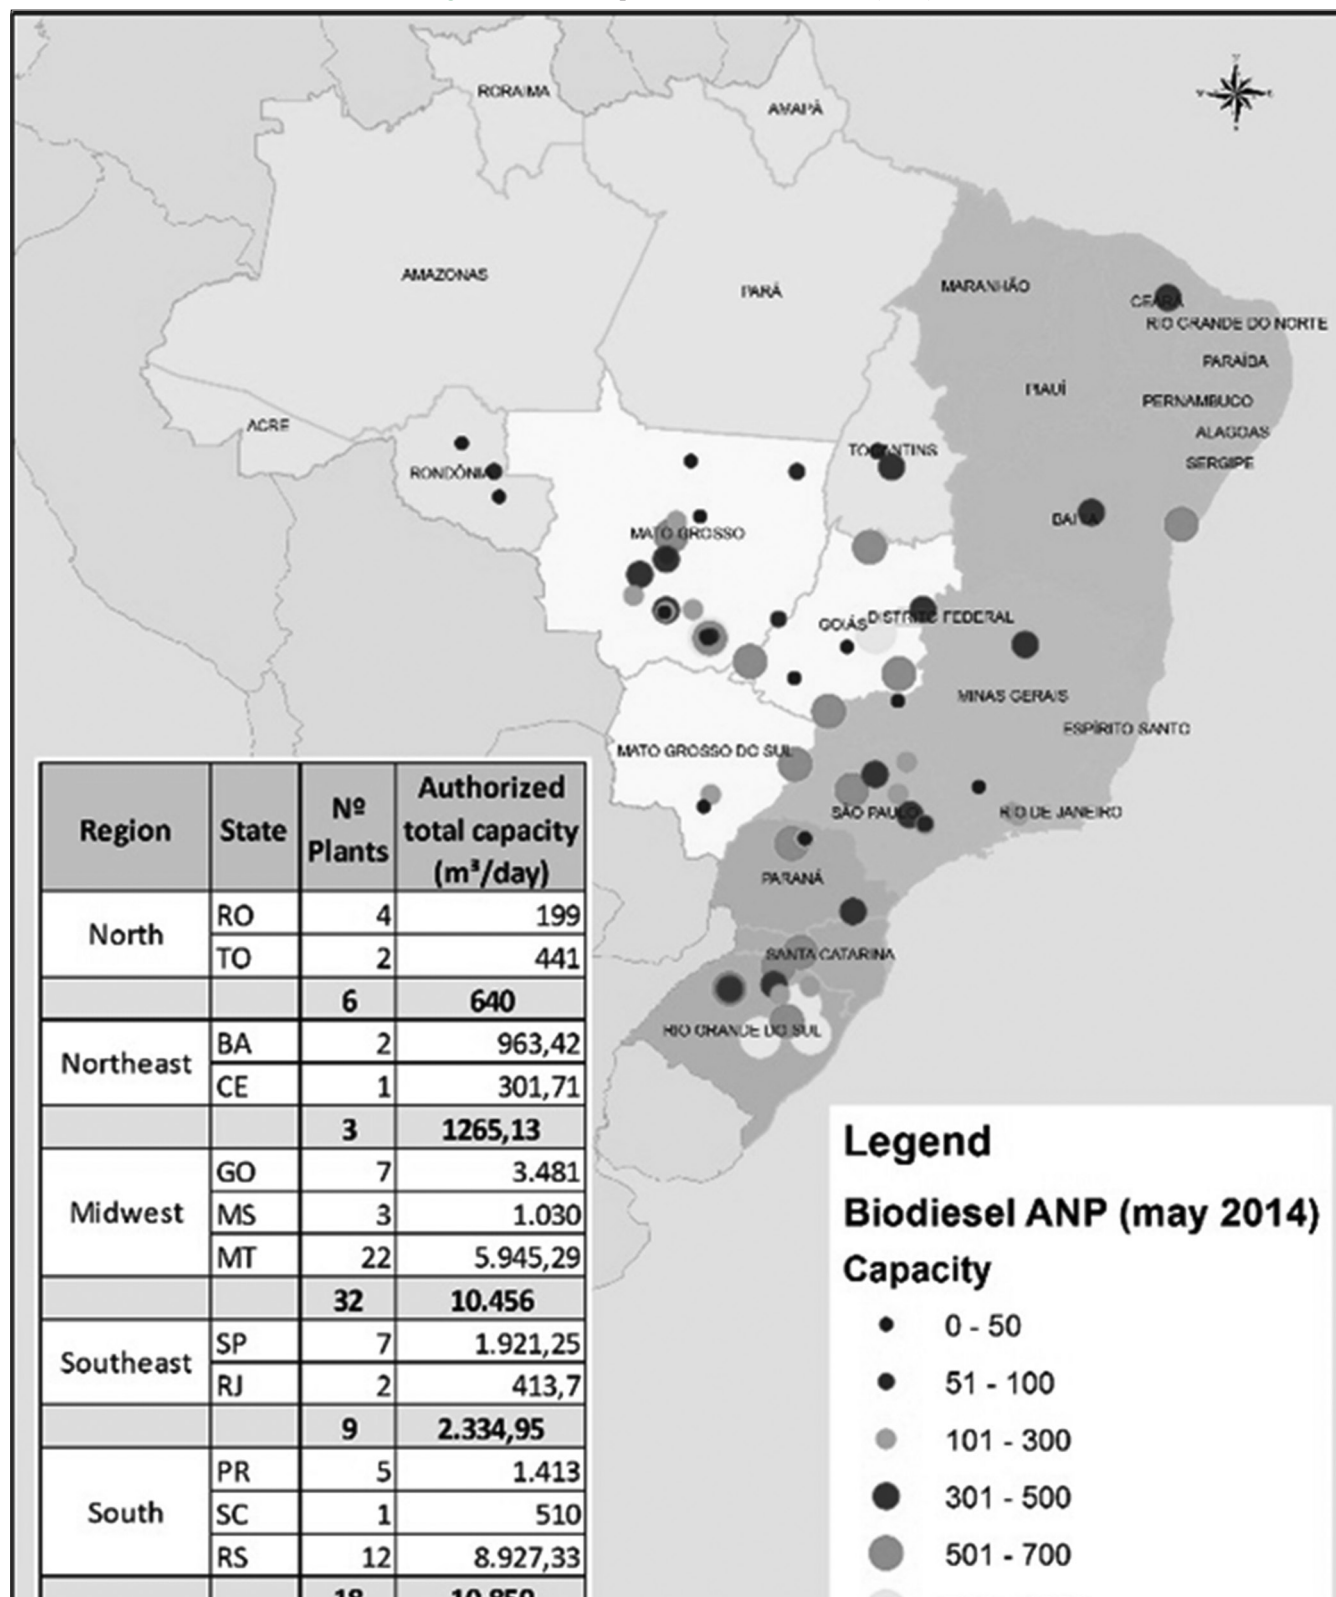 RORAIMA
AMAPÁ
AMAZONAS
PARÁ
MARANHÃO
CEARÁ
RIO GRANDE DO NORTE
PARAÍBA
PIAUÍ
PERNAMBUCO
ACRE
ALAGOAS
TOCANTINS
SERGIPE
RONDÔNIA
BAHIA
MATO GROSSO
GOIÁS DISTRITO FEDERAL
MINAS GERAIS
ESPÍRITO SANTO
MATO GROSSO DO SUL
SÃO PAULO
RIO DE JANEIRO
PARANÁ
SANTA CATARINA
RIO GRANDE DO SUL
Region State Nº Plants Authorized total capacity (m³/day)
North RO 4 199
TO 2 441
6 640
Northeast BA 2 963,42
CE 1 301,71
3 1265,13
Midwest GO 7 3.481
MS 3 1.030
MT 22 5.945,29
32 10.456
Southeast SP 7 1.921,25
RJ 2 413,7
9 2.334,95
South PR 5 1.413
SC 1 510
RS 12 8.927,33
18 10.850
Legend
Biodiesel ANP (may 2014)
Capacity
0 - 50
51 - 100
101 - 300
301 - 500
501 - 700